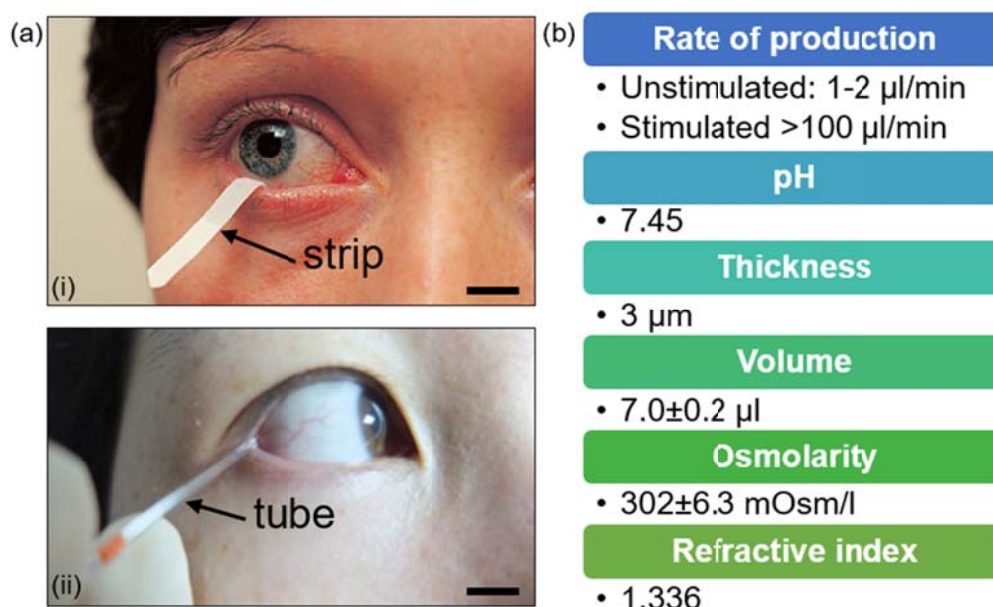 (a)
strip
(i)
tube
(ii)
(b)
Rate of production
• Unstimulated: 1-2 µl/min
• Stimulated >100 µl/min
pH
• 7.45
Thickness
• 3 µm
Volume
• 7.0±0.2 µl
Osmolarity
• 302±6.3 mOsm/l
Refractive index
• 1.336